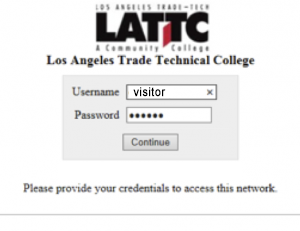 LOS ANGELES TRADE-TECH
LATTC
A Community College
Los Angeles Trade Technical College
Username visitor ×
Password ●●●●●●
Continue
Please provide your credentials to access this network.